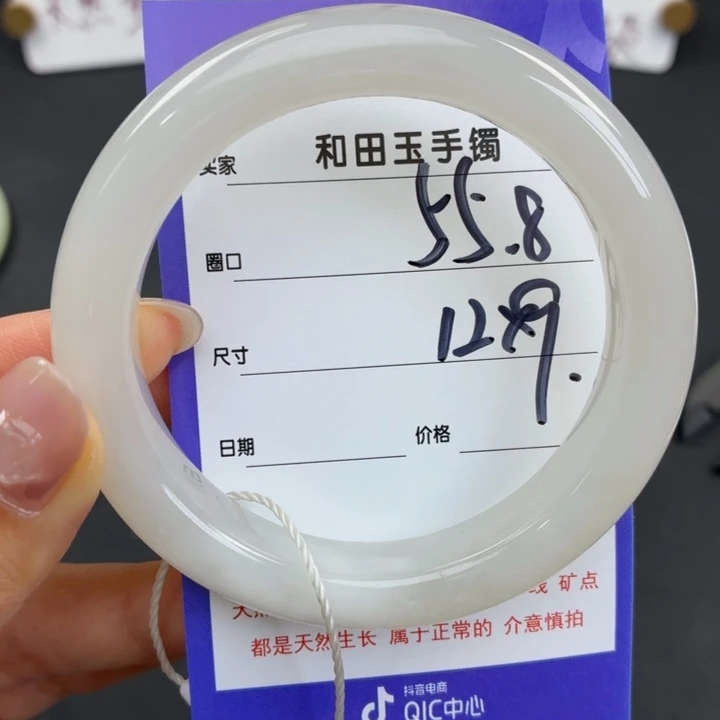 和田玉手镯
卖家
圈口 55.8
尺寸 12×9.
日期 价格
线 矿点
都是天然生长 属于正常的 介意慎拍
抖音电商
QIC中心